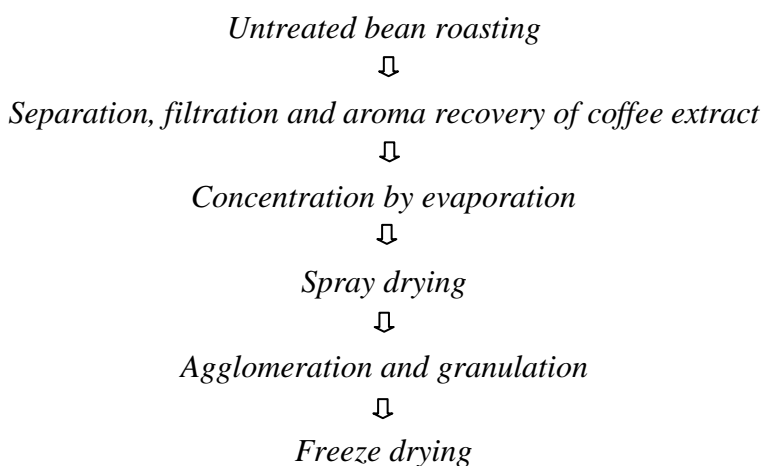 Untreated bean roasting
Separation, filtration and aroma recovery of coffee extract
Concentration by evaporation
Spray drying
Agglomeration and granulation
Freeze drying